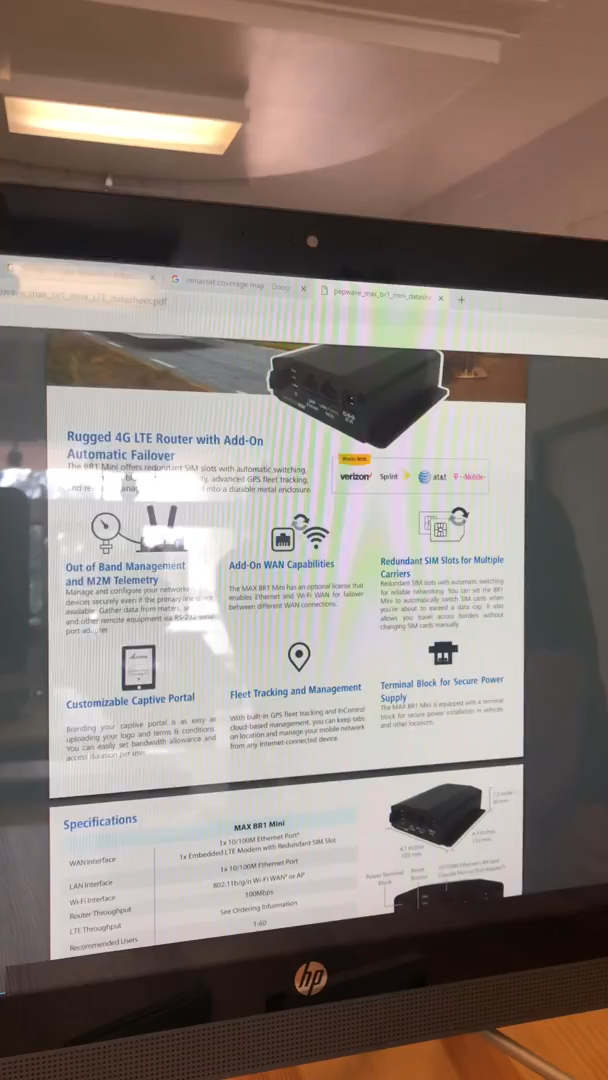 inmarsat coverage map
pepwave_max_br1_mini_datash
_max_br1_mini_LTE_datasheet.pdf
Rugged 4G LTE Router with Add-On
Automatic Failover
The BR1 Mini offers redundant SIM slots with automatic switching,
advanced GPS fleet tracking,
into a durable metal enclosure.
Works With
verizon Sprint at&t T-Mobile
Out of Band Management
and M2M Telemetry
Manage and configure your network
devices securely even if the primary line is not
available. Gather data from meters,
and other remote equipment via
port
Add-On WAN Capabilities
The MAX BR1 Mini has an optional license that
enables Ethernet and Wi-Fi WAN for failover
between different WAN connections.
Redundant SIM Slots for Multiple
Carriers
Redundant SIM slots with automatic switching
for reliable networking. You can set the BR1
Mini to automatically switch SIM cards when
you're about to exceed a data cap. It also
allows you travel across borders without
changing SIM cards manually.
Customizable Captive Portal
Branding your captive portal is as easy as
uploading your logo and terms & conditions.
You can easily set bandwidth allowance and
access duration per user.
Fleet Tracking and Management
With built-in GPS fleet tracking and InControl
cloud-based management, you can keep tabs
on location and manage your mobile network
from any Internet-connected device.
Terminal Block for Secure Power
Supply
The MAX BR1 Mini is equipped with a terminal
block for secure power installation in vehicle
and other locations.
Specifications
MAX BR1 Mini
WAN Interface
1x 10/100M Ethernet Port*
1x Embedded LTE Modem with Redundant SIM Slot
LAN Interface
1x 10/100M Ethernet Port
Wi-Fi Interface
802.11b/g/n Wi-Fi WAN* or AP
Router Throughput
100Mbps
LTE Throughput
See Ordering Information
Recommended Users
1-60
Power Terminal
Block
Reset
Button
hp